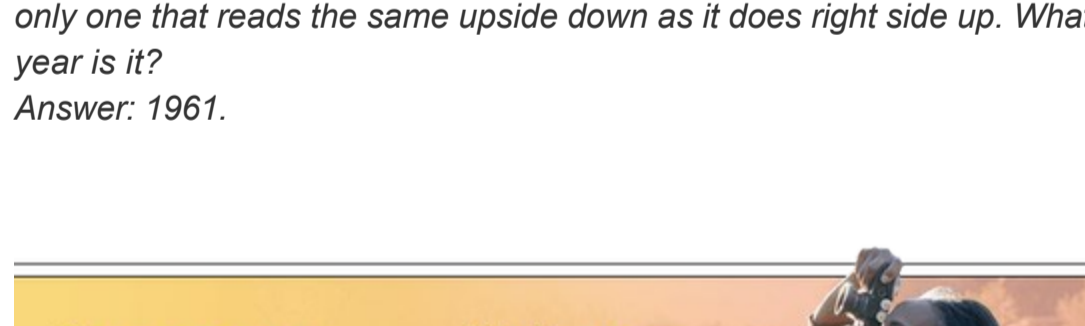 only one that reads the same upside down as it does right side up. What
year is it?
Answer: 1961.